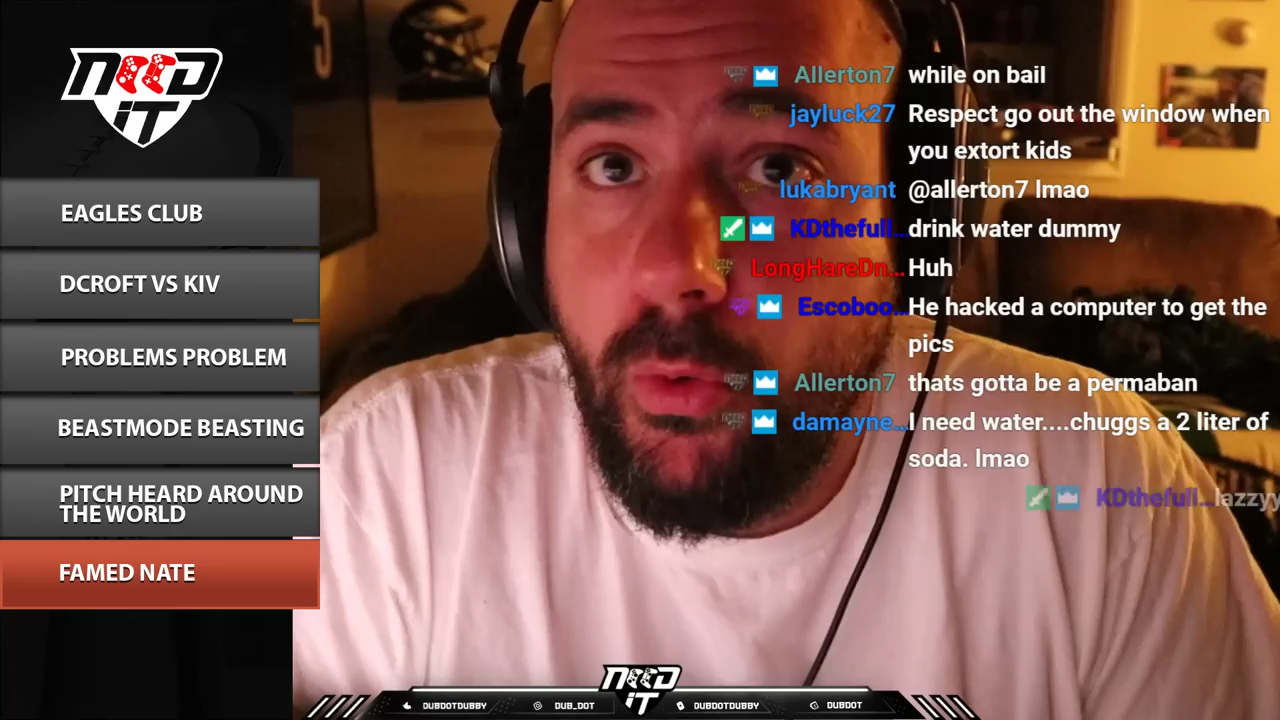 NEED
iT
EAGLES CLUB
DCROFT VS KIV
PROBLEMS PROBLEM
BEASTMODE BEASTING
PITCH HEARD AROUND
THE WORLD
FAMED NATE
Allerton7 while on bail
jayluck27 Respect go out the window when
you extort kids
lukabryant @allerton7 lmao
KDthefull... drink water dummy
LongHareDn... Huh
Escoboo... He hacked a computer to get the
pics
Allerton7 thats gotta be a permaban
damayne... I need water....chuggs a 2 liter of
soda. lmao
KDthefull... lazzyy
NEED
iT
DUBDOTDUBBY DUB_DOT DUBDOTDUBBY DUBDOT